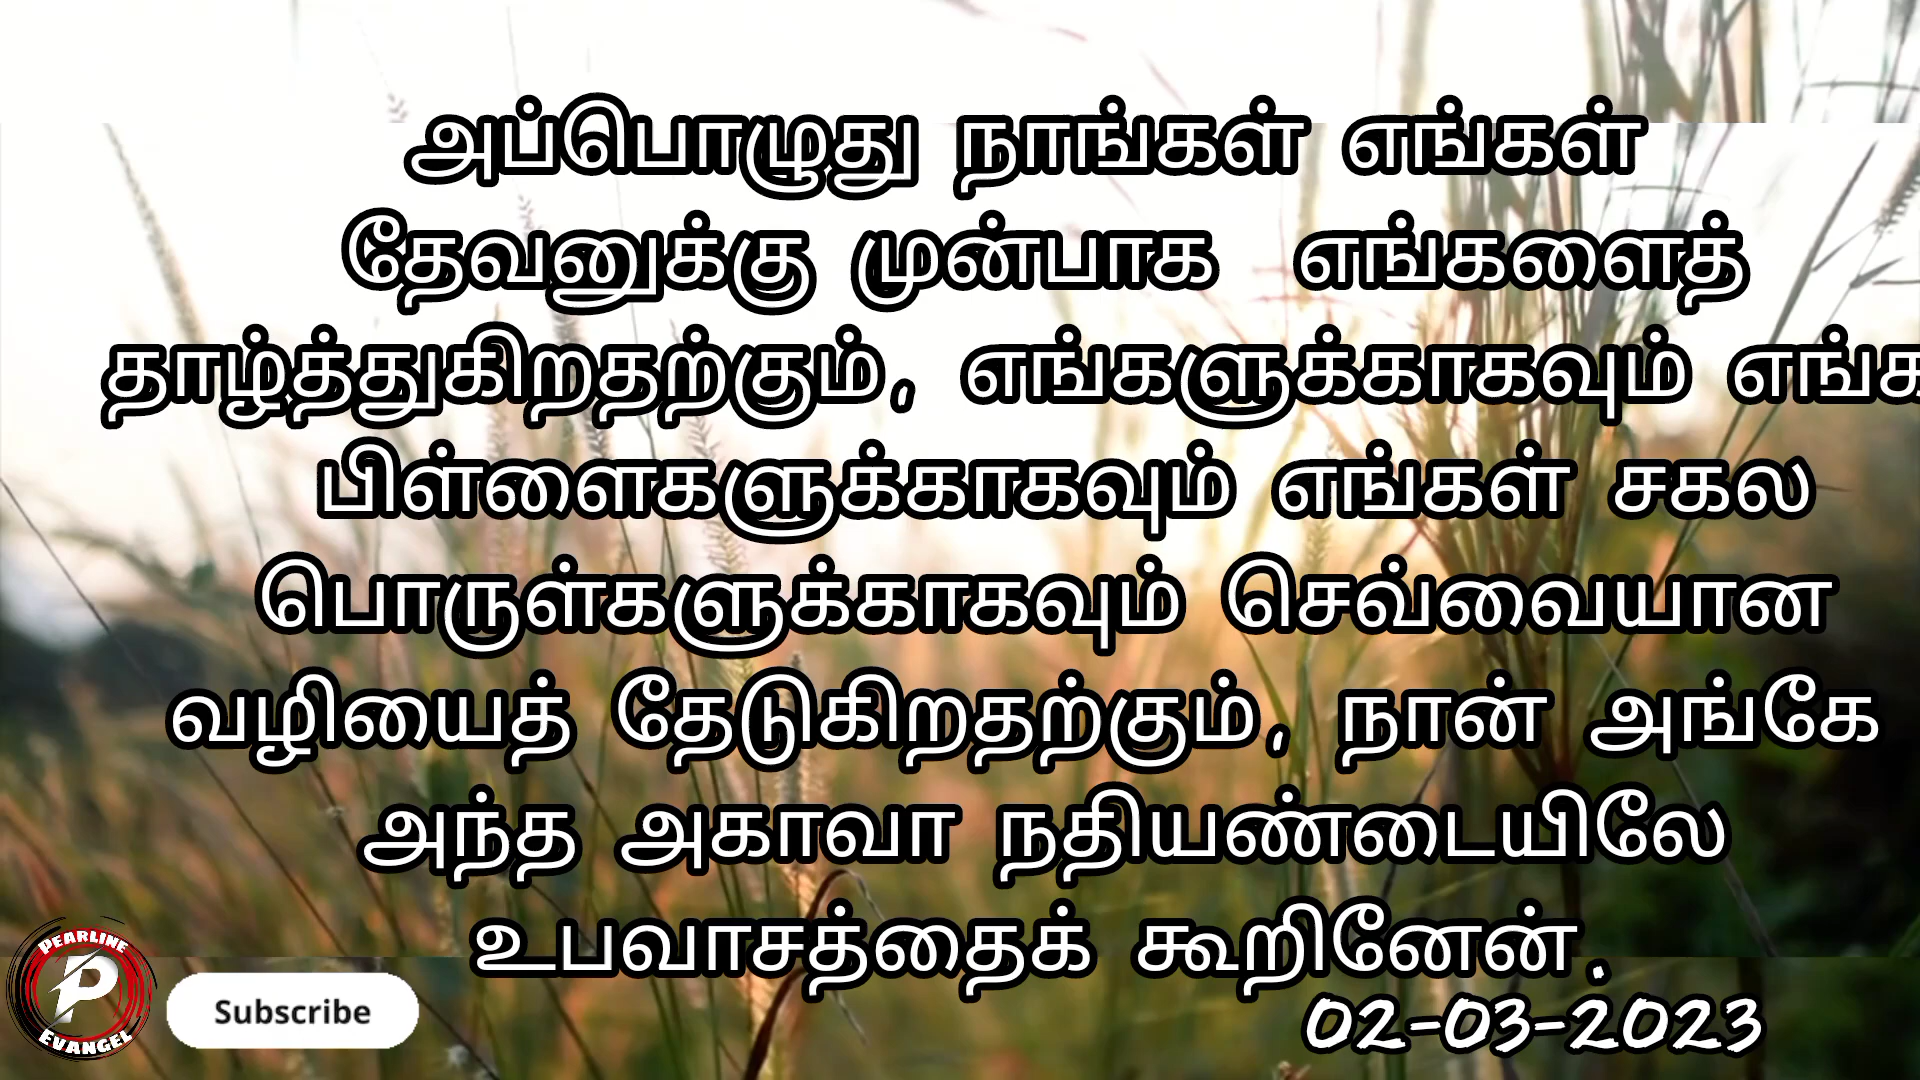 அப்பொழுது நாங்கள் எங்கள்
தேவனுக்கு முன்பாக எங்களைத்
தாழ்த்துகிறதற்கும், எங்களுக்காகவும்
பிள்ளைகளுக்காகவும் எங்கள் சகல
பொருள்களுக்காகவும் செவ்வையான
வழியைத் தேடுகிறதற்கும், நான் அங்கே
அந்த அகாவா நதியண்டையிலே
உபவாசத்தைக் கூறினேன்.
02-03-2023
PEARLINE
P
EVANGEL
Subscribe